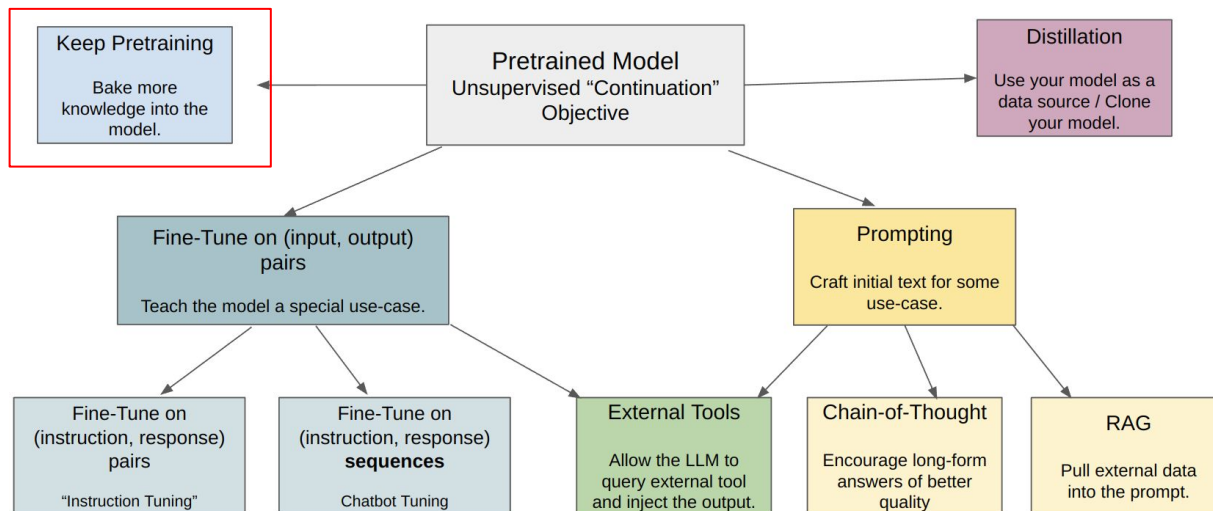 Keep Pretraining
Bake more
knowledge into the
model.
Pretrained Model
Unsupervised “Continuation”
Objective
Distillation
Use your model as a
data source / Clone
your model.
Fine-Tune on (input, output)
pairs
Teach the model a special use-case.
Prompting
Craft initial text for some
use-case.
Fine-Tune on
(instruction, response)
pairs
“Instruction Tuning”
Fine-Tune on
(instruction, response)
sequences
Chatbot Tuning
External Tools
Allow the LLM to
query external tool
and inject the output.
Chain-of-Thought
Encourage long-form
answers of better
quality
RAG
Pull external data
into the prompt.